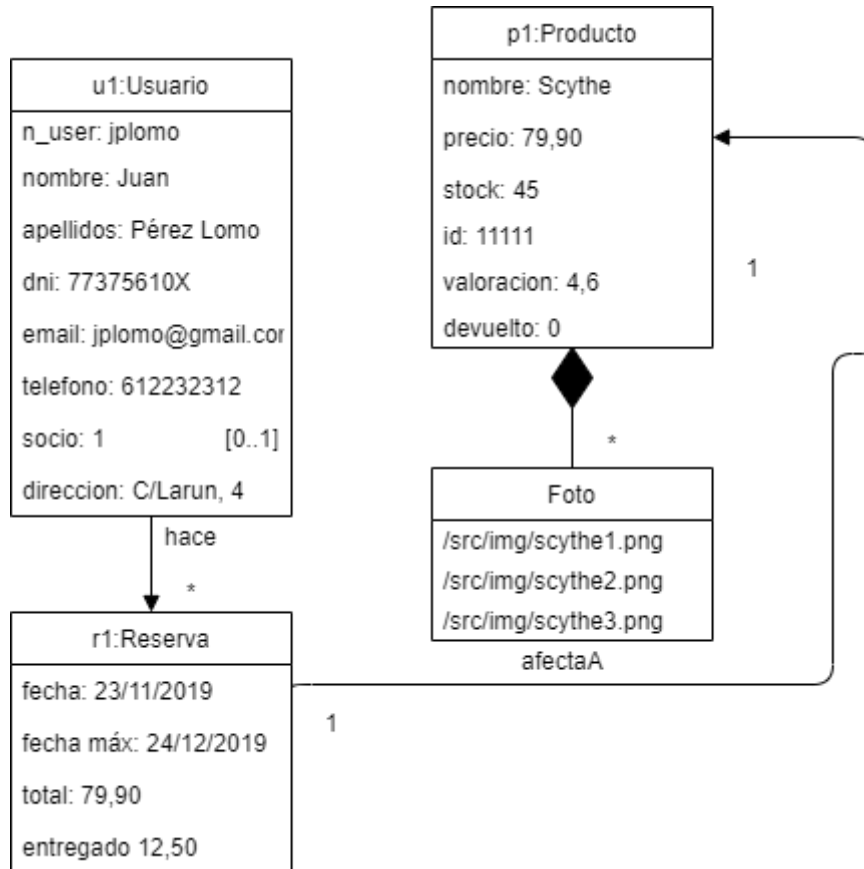 u1:Usuario
n_user: jplomo
nombre: Juan
apellidos: Pérez Lomo
dni: 77375610X
email: jplomo@gmail.cor
telefono: 612232312
socio: 1 [0..1]
direccion: C/Larun, 4
hace
*
r1:Reserva
fecha: 23/11/2019
fecha máx: 24/12/2019
total: 79,90
entregado 12,50
p1:Producto
nombre: Scythe
precio: 79,90
stock: 45
id: 11111
valoracion: 4,6
devuelto: 0
1
*
Foto
/src/img/scythe1.png
/src/img/scythe2.png
/src/img/scythe3.png
afectaA
1